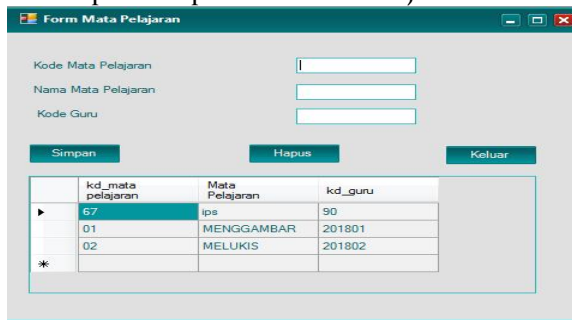 Form Mata Pelajaran
Kode Mata Pelajaran
Nama Mata Pelajaran
Kode Guru
Simpan Hapus Keluar
kd_mata pelajaran Mata Pelajaran kd_guru
67 ips 90
01 MENGGAMBAR 201801
02 MELUKIS 201802